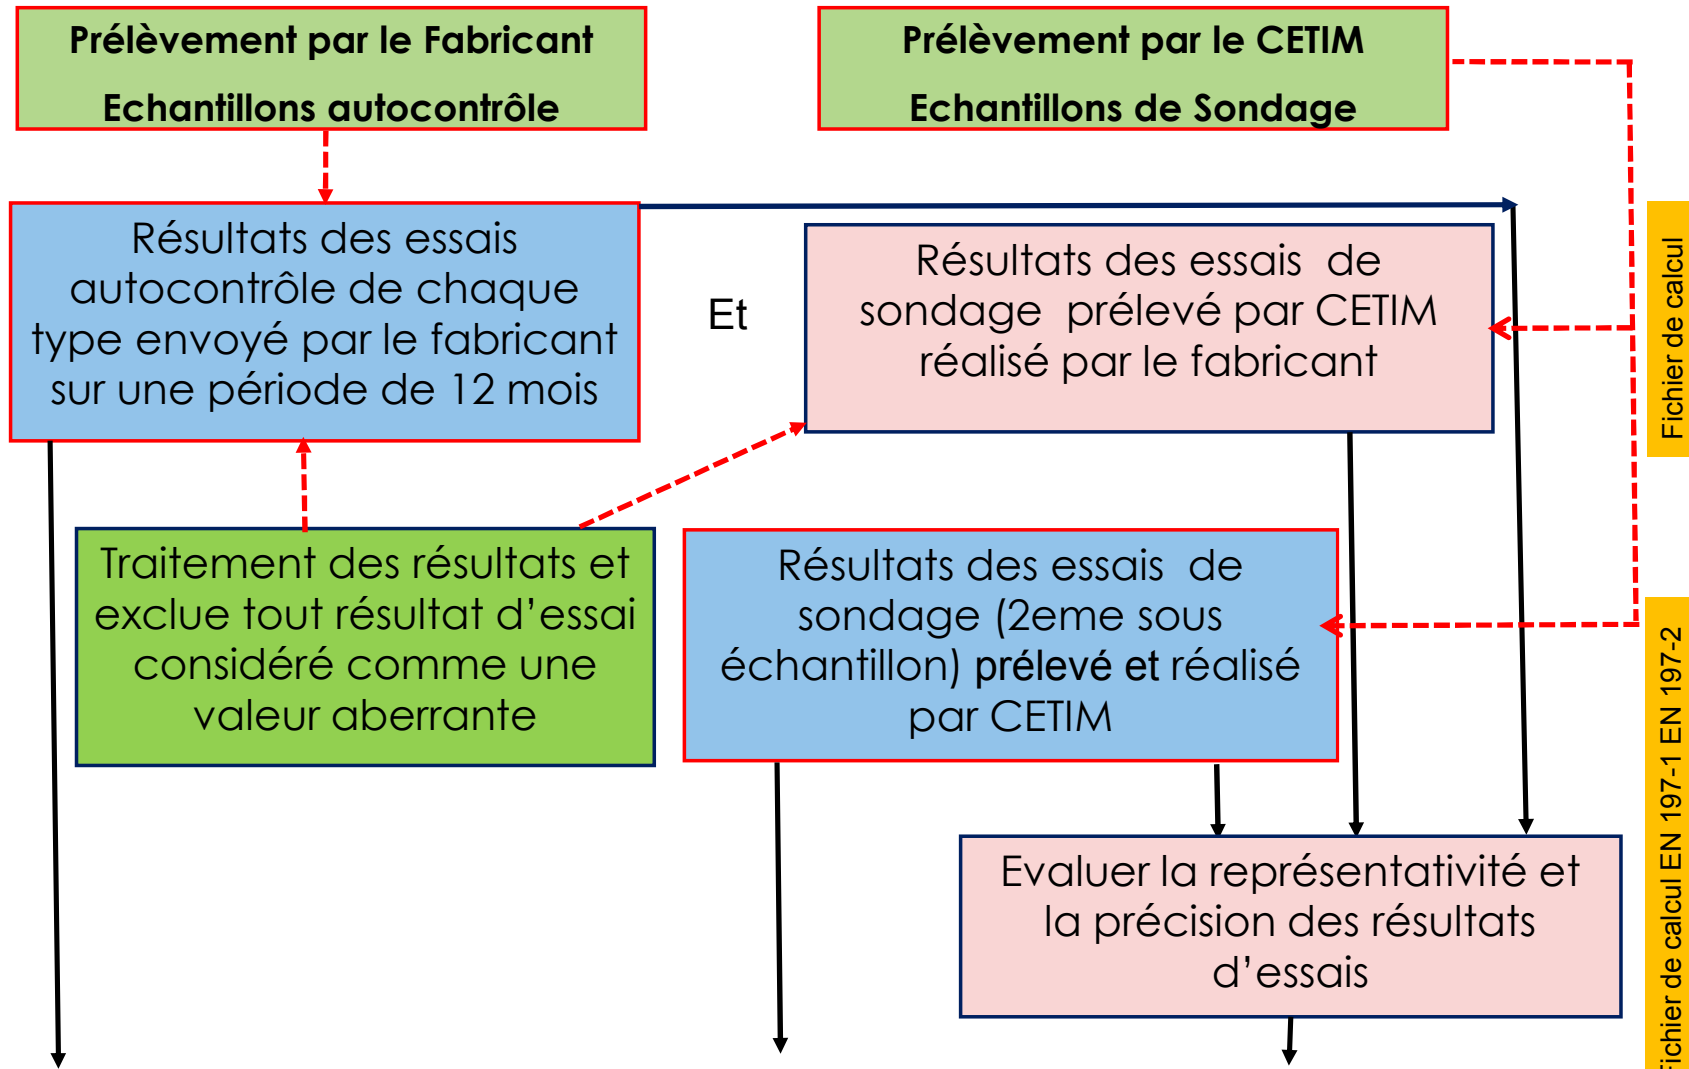 Prélèvement par le Fabricant
Echantillons autocontrôle
Prélèvement par le CETIM
Echantillons de Sondage
Résultats des essais
autocontrôle de chaque
type envoyé par le fabricant
sur une période de 12 mois
Et
Résultats des essais de
sondage prélevé par CETIM
réalisé par le fabricant
Fichier de calcul
Traitement des résultats et
exclue tout résultat d’essai
considéré comme une
valeur aberrante
Résultats des essais de
sondage (2eme sous
échantillon) prélevé et réalisé
par CETIM
Fichier de calcul EN 197-1 EN 197-2
Evaluer la représentativité et
la précision des résultats
d’essais